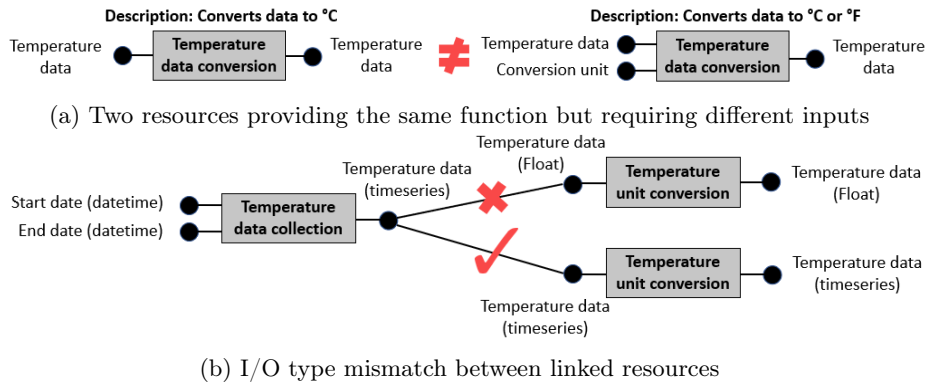 Description: Converts data to °C
Description: Converts data to °C or °F
Temperature
data
Temperature
data conversion
Temperature
data
≠
Temperature data
Conversion unit
Temperature
data conversion
Temperature
data
(a) Two resources providing the same function but requiring different inputs
Start date (datetime)
End date (datetime)
Temperature
data collection
Temperature data
(timeseries)
Temperature data
(Float)
Temperature
unit conversion
Temperature data
(Float)
Temperature data
(timeseries)
Temperature
unit conversion
Temperature data
(timeseries)
(b) I/O type mismatch between linked resources